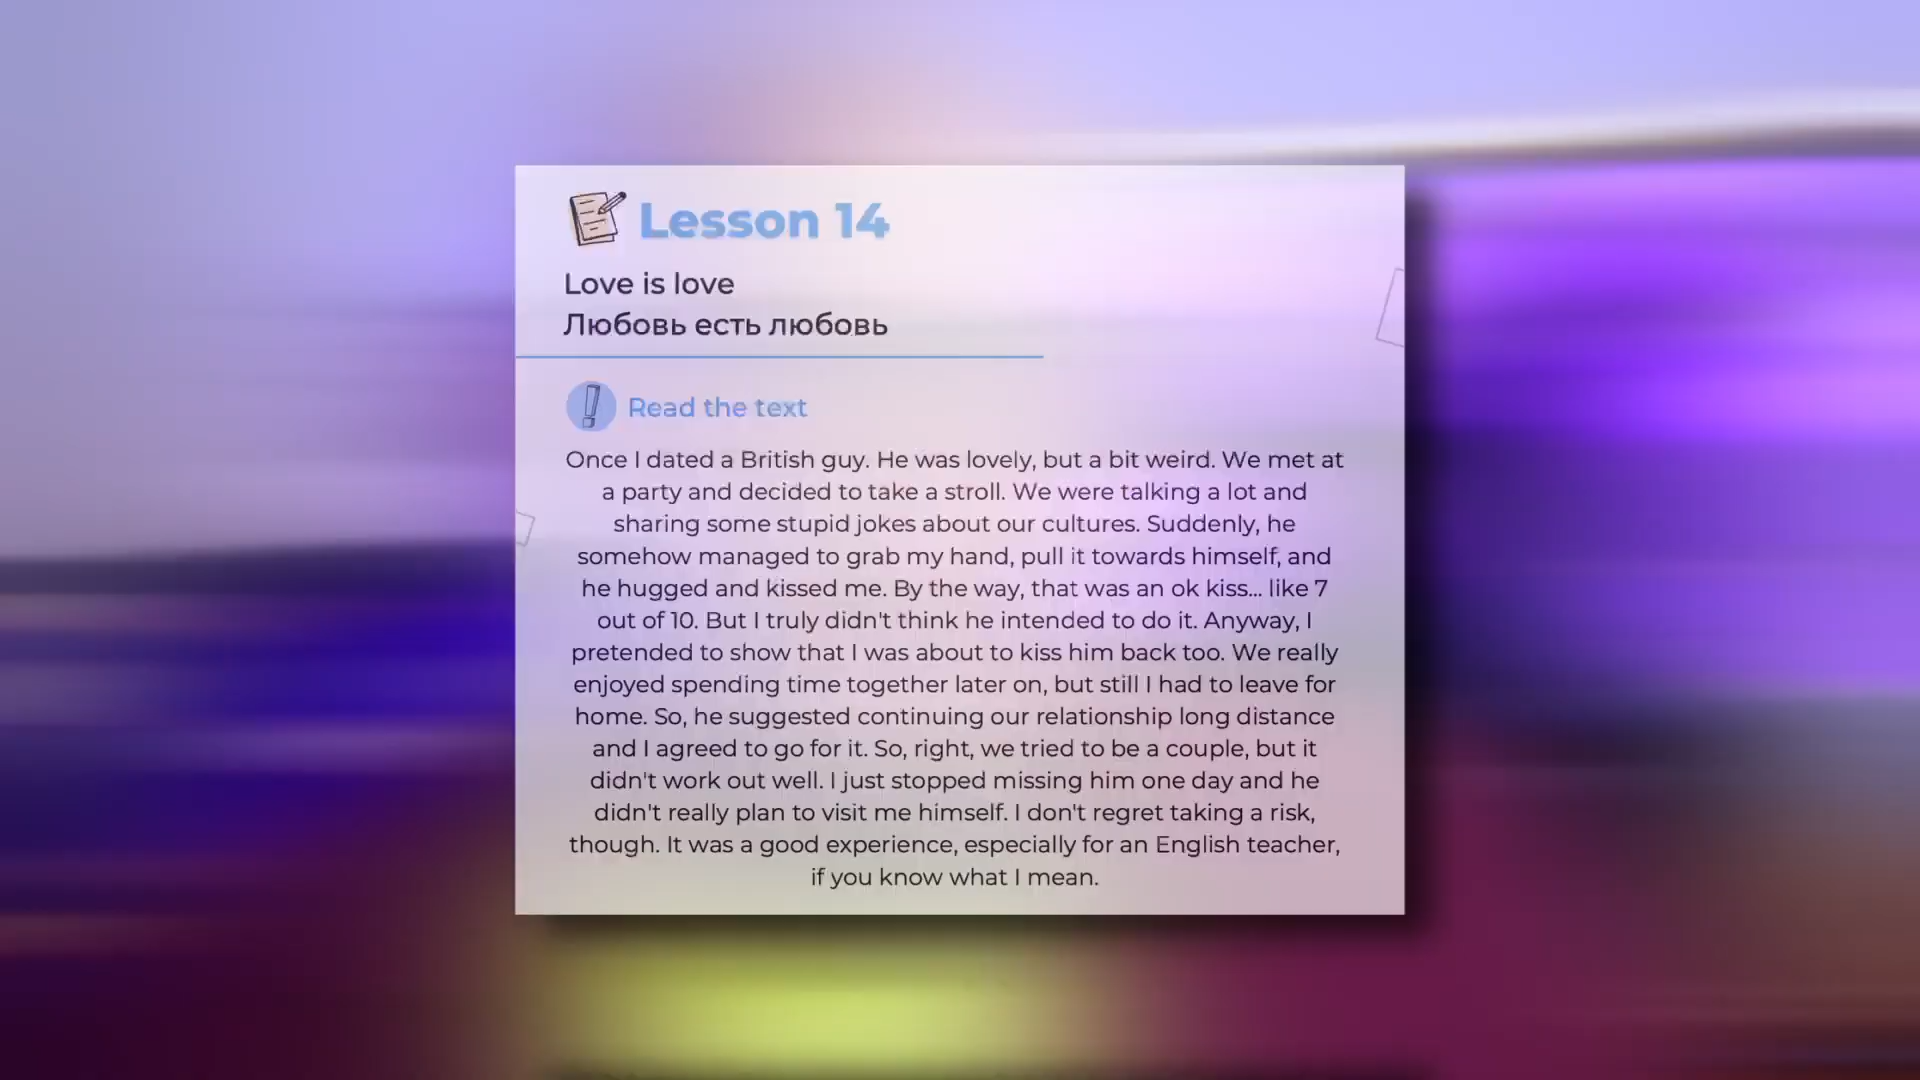 Lesson 14
Love is love
Любовь есть любовь
Read the text
Once I dated a British guy. He was lovely, but a bit weird. We met at
a party and decided to take a stroll. We were talking a lot and
sharing some stupid jokes about our cultures. Suddenly, he
somehow managed to grab my hand, pull it towards himself, and
he hugged and kissed me. By the way, that was an ok kiss... like 7
out of 10. But I truly didn't think he intended to do it. Anyway, I
pretended to show that I was about to kiss him back too. We really
enjoyed spending time together later on, but still I had to leave for
home. So, he suggested continuing our relationship long distance
and I agreed to go for it. So, right, we tried to be a couple, but it
didn't work out well. I just stopped missing him one day and he
didn't really plan to visit me himself. I don't regret taking a risk,
though. It was a good experience, especially for an English teacher,
if you know what I mean.